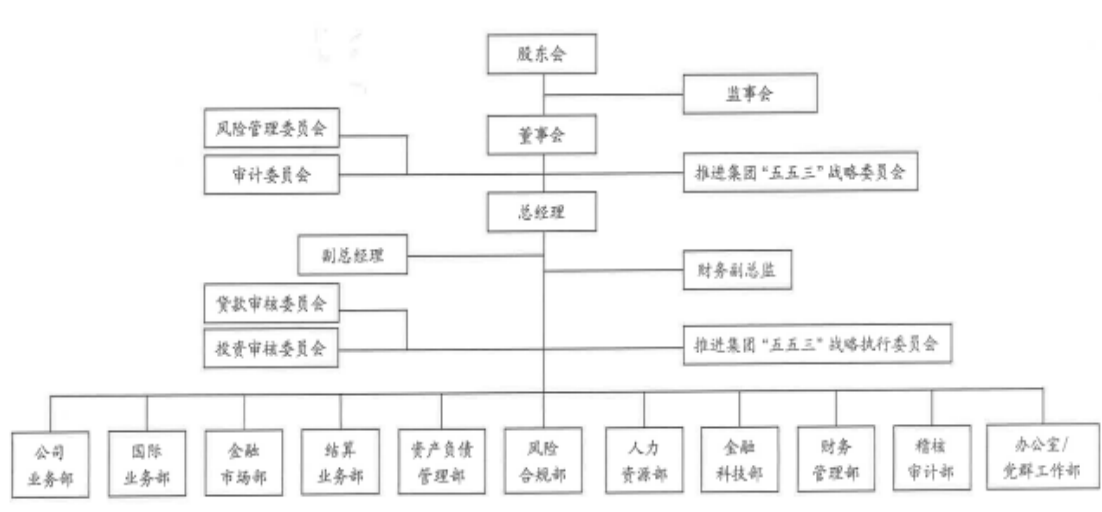 股东会
监事会
风险管理委员会
董事会
审计委员会
推进集团“五五三”战略委员会
总经理
副总经理
财务副总监
贷款审核委员会
投资审核委员会
推进集团“五五三”战略执行委员会
公司
业务部
国际
业务部
金融
市场部
结算
业务部
资产负债
管理部
风险
合规部
人力
资源部
金融
科技部
财务
管理部
稽核
审计部
办公室/
党群工作部